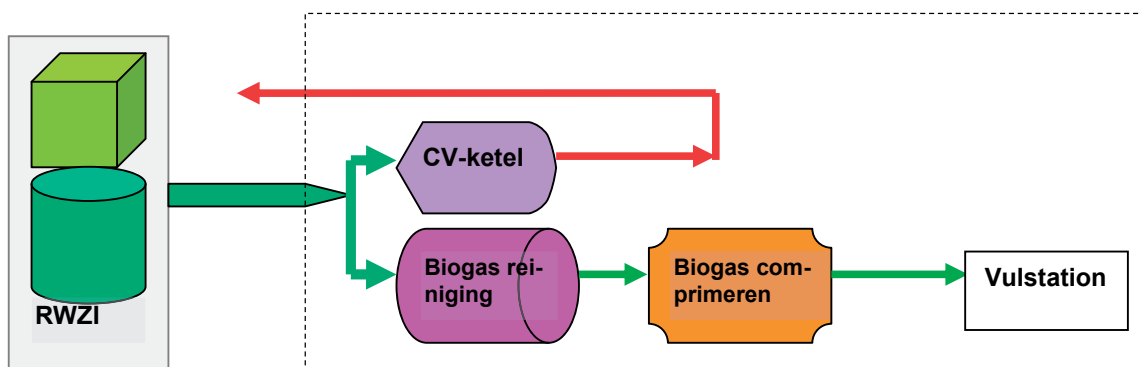 CV-ketel
Biogas rei-
niging
Biogas com-
primeren
Vulstation
RWZI